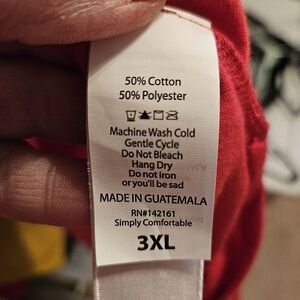 50% Cotton
50% Polyester
Machine Wash Cold
Gentle Cycle
Do Not Bleach
Hang Dry
Do not iron
or you'll be sad
MADE IN GUATEMALA
RN#142161
Simply Comfortable
3XL